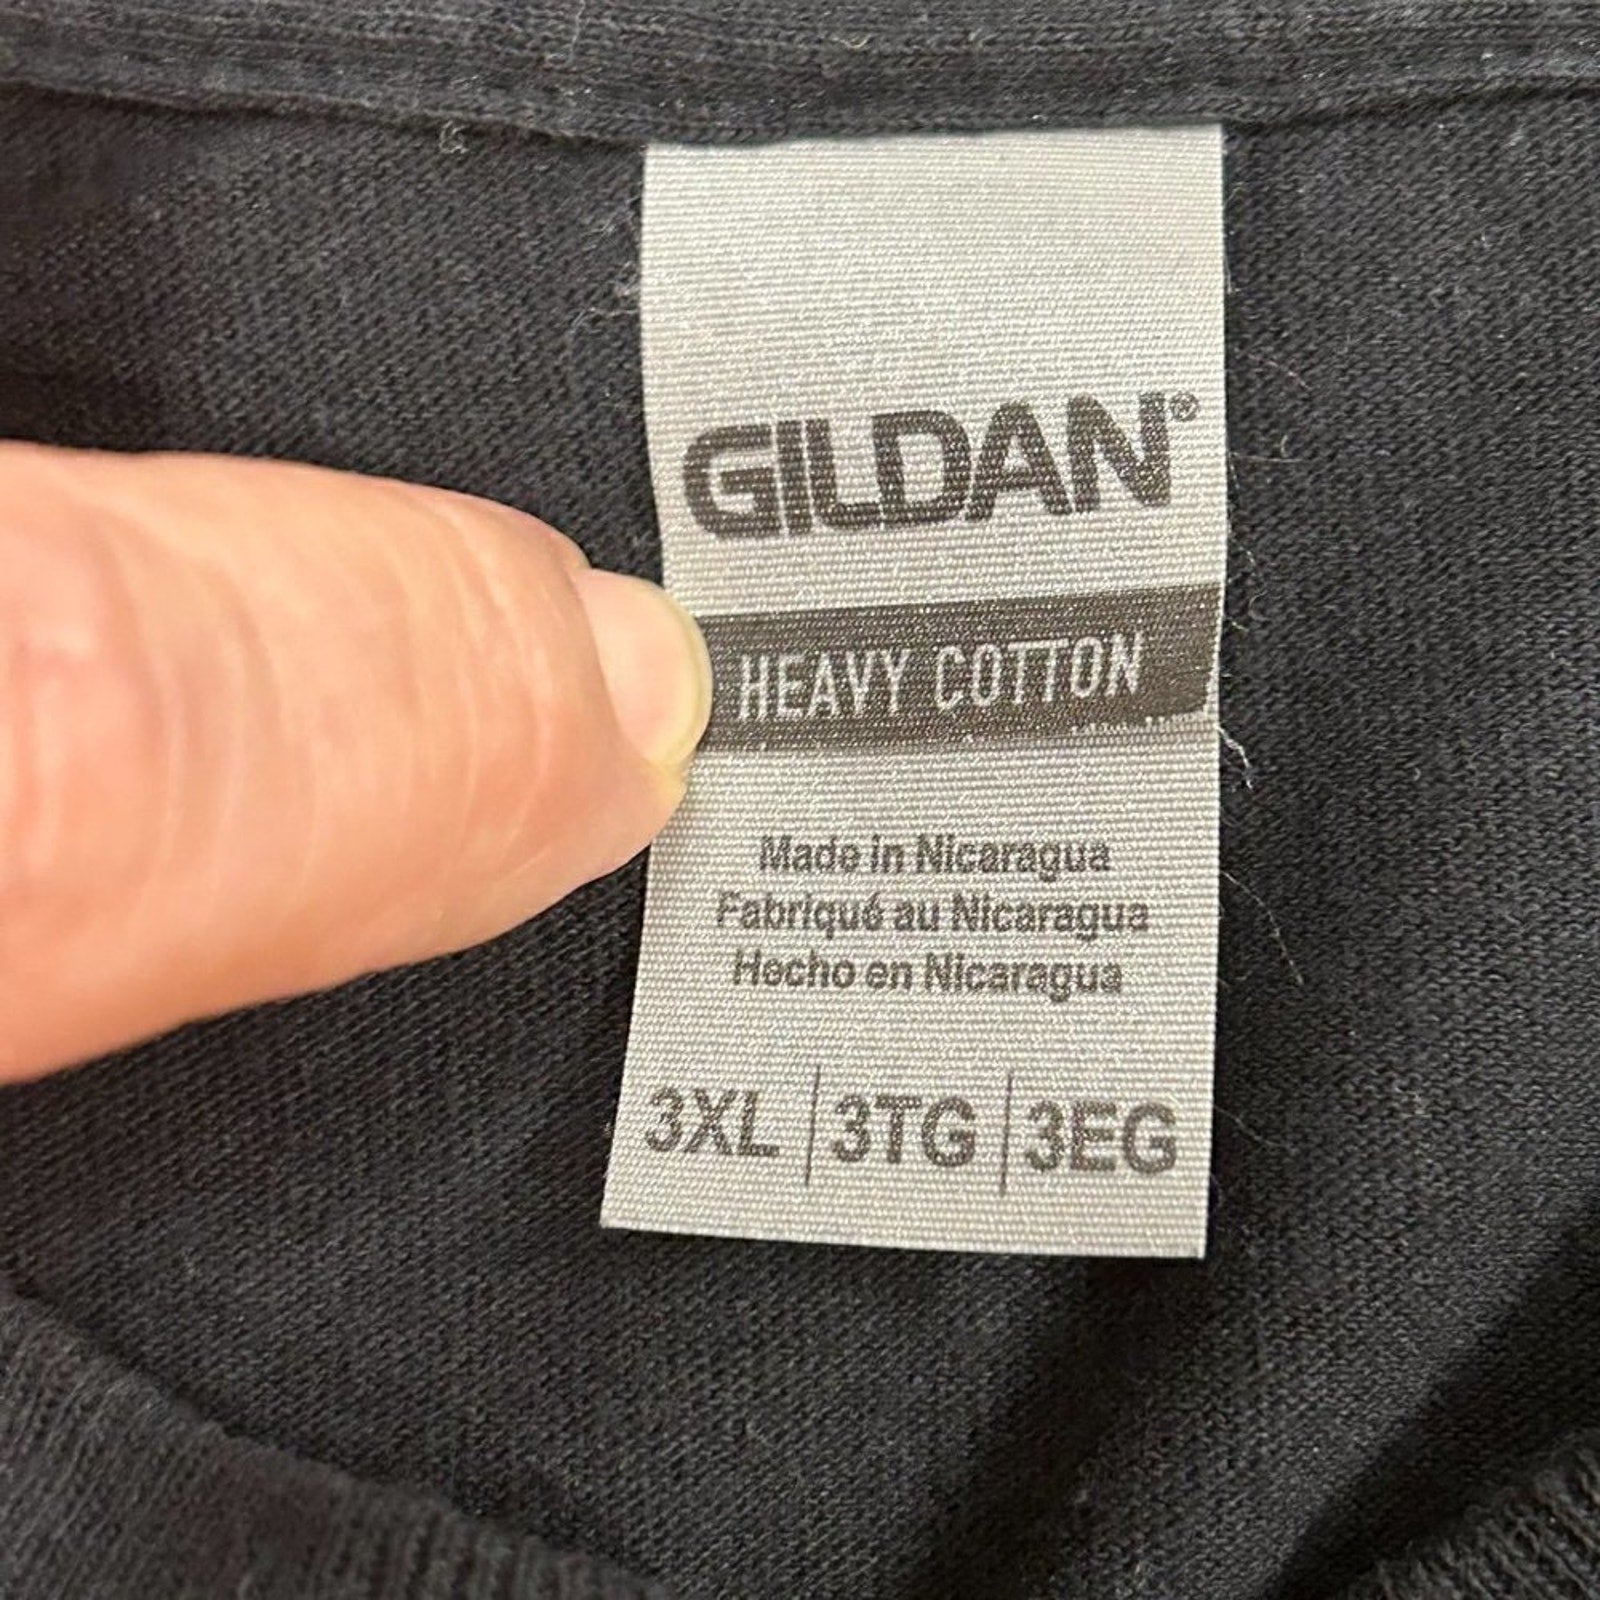 GILDAN®
HEAVY COTTON
Made in Nicaragua
Fabriqué au Nicaragua
Hecho en Nicaragua
3XL | 3TG | 3EG